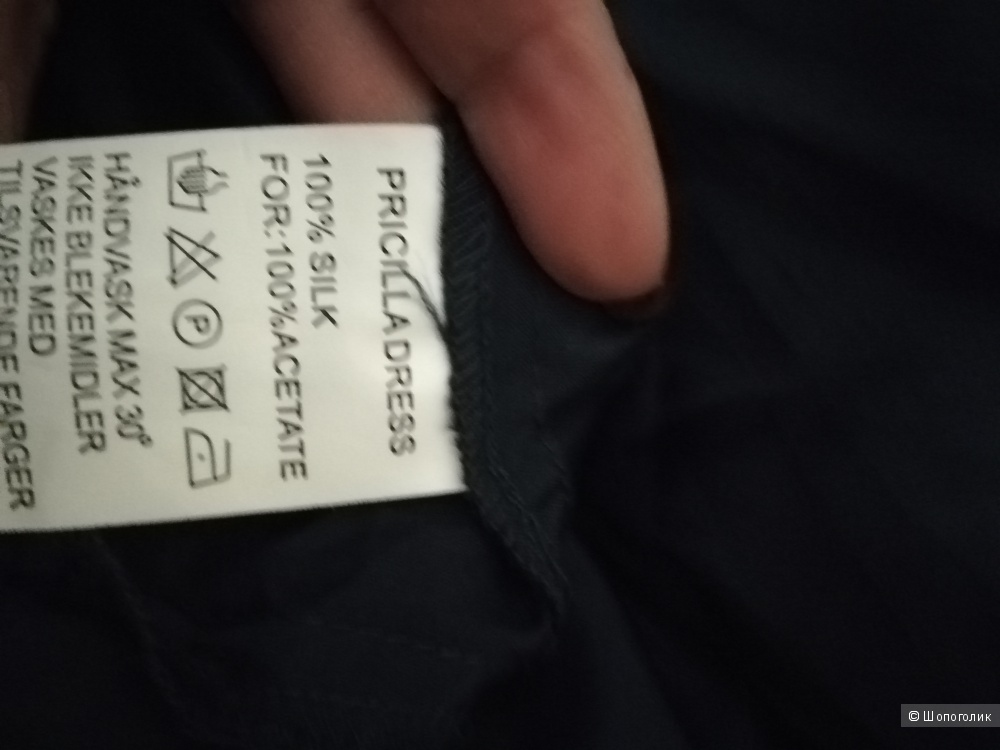 PRICILLA DRESS
100% SILK
FOR:100%ACETATE
P
HÅNDVASK MAX 30°
IKKE BLEKEMIDLER
VASKES MED
TILSVARENDE FARGER
© Шопоголик